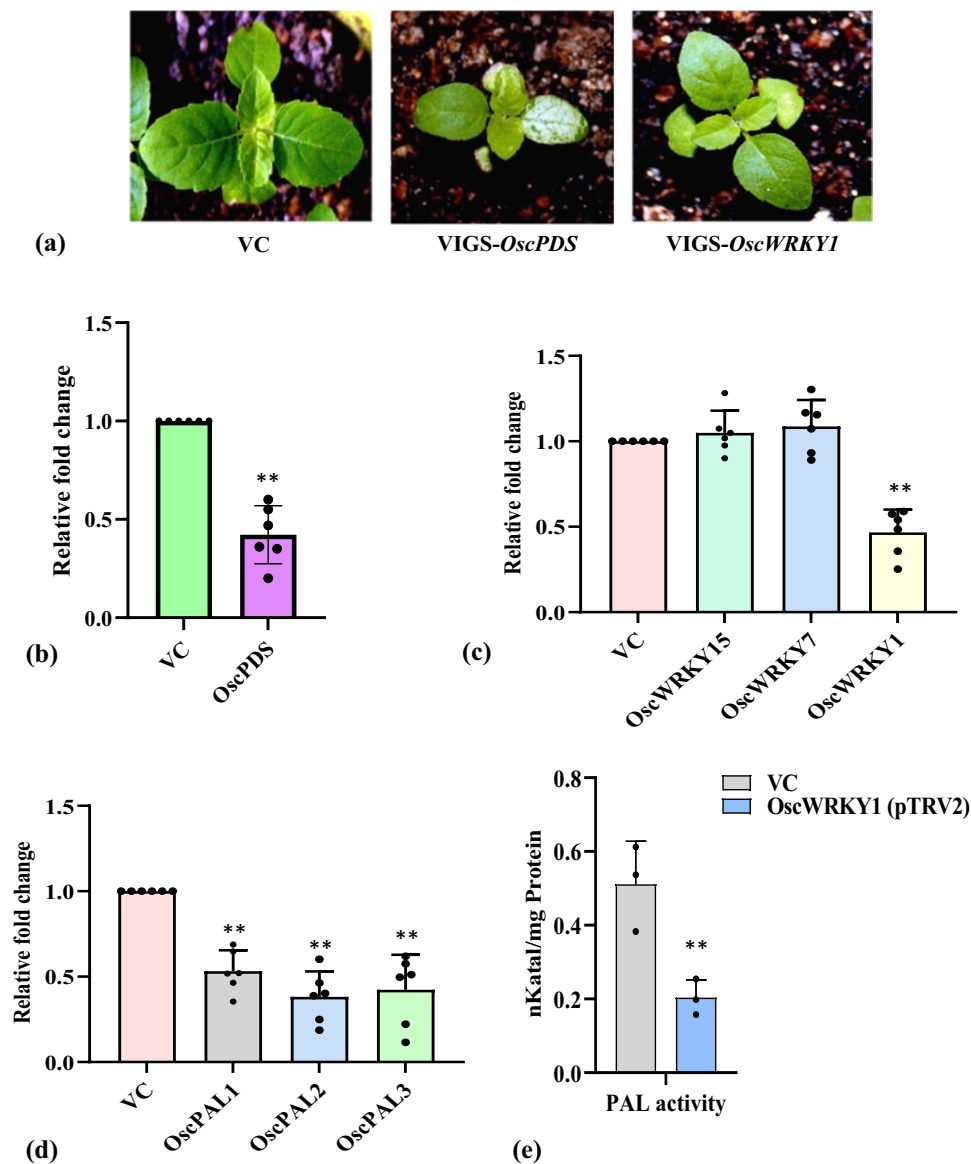 (a)
VC
VIGS-OscPDS
VIGS-OscWRKY1
Relative fold change
1.5
1.0
0.5
0.0
**
VC
OscPDS
(b)
Relative fold change
1.5
1.0
0.5
0.0
**
VC
OscWRKY15
OscWRKY7
OscWRKY1
(c)
Relative fold change
1.5
1.0
0.5
0.0
**
**
**
VC
OscPAL1
OscPAL2
OscPAL3
(d)
nKatal/mg Protein
0.8
0.6
0.4
0.2
0.0
VC
OscWRKY1 (pTRV2)
**
PAL activity
(e)